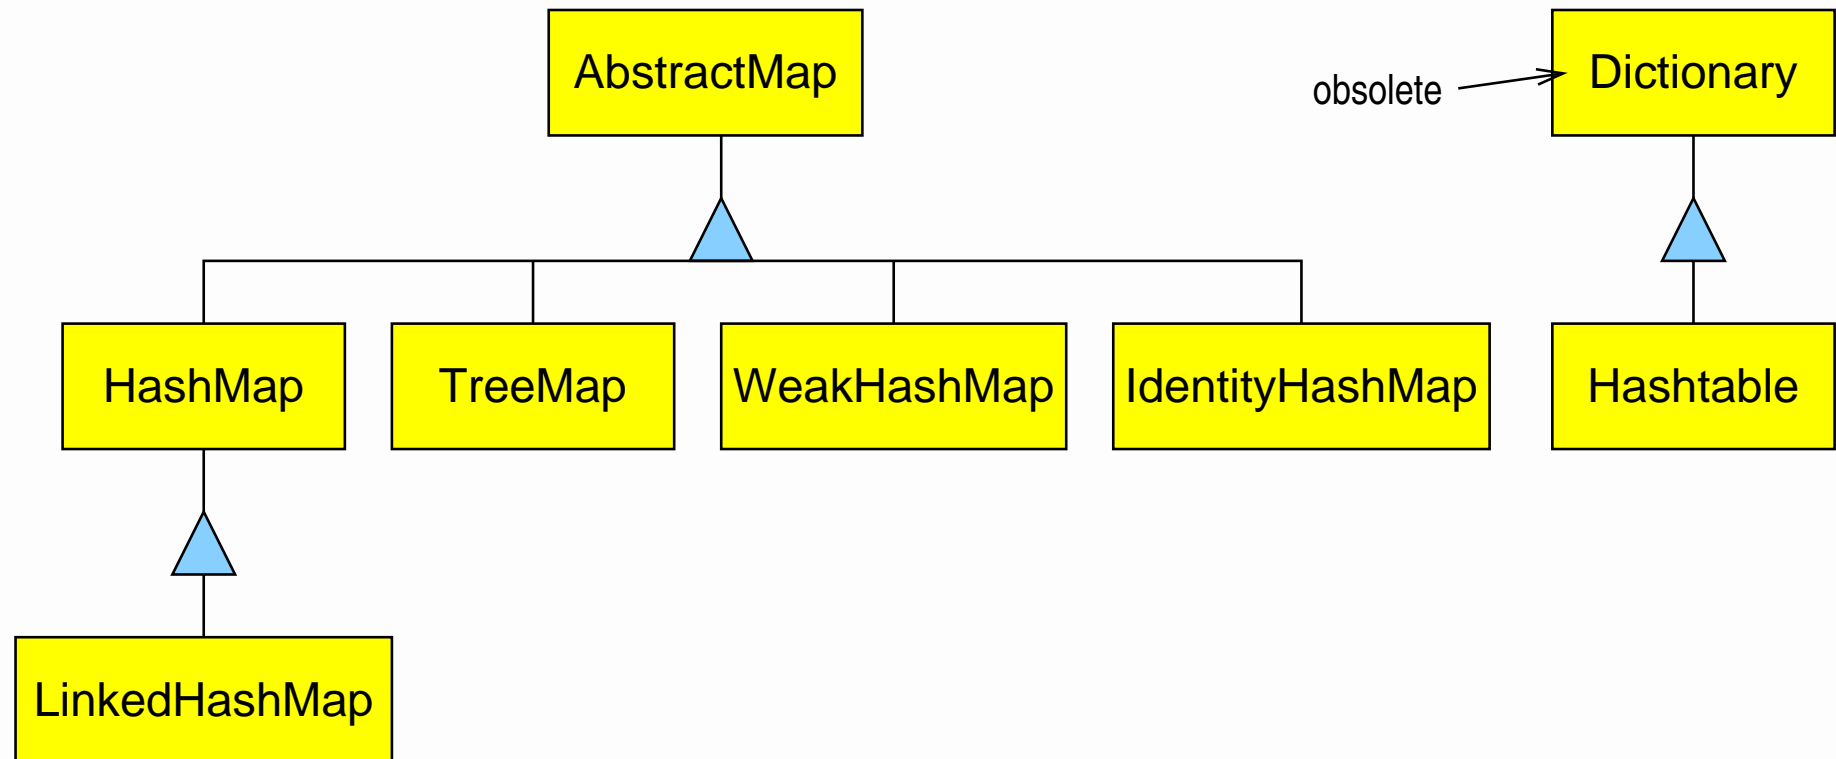 AbstractMap
obsolete
Dictionary
HashMap
TreeMap
WeakHashMap
IdentityHashMap
Hashtable
LinkedHashMap